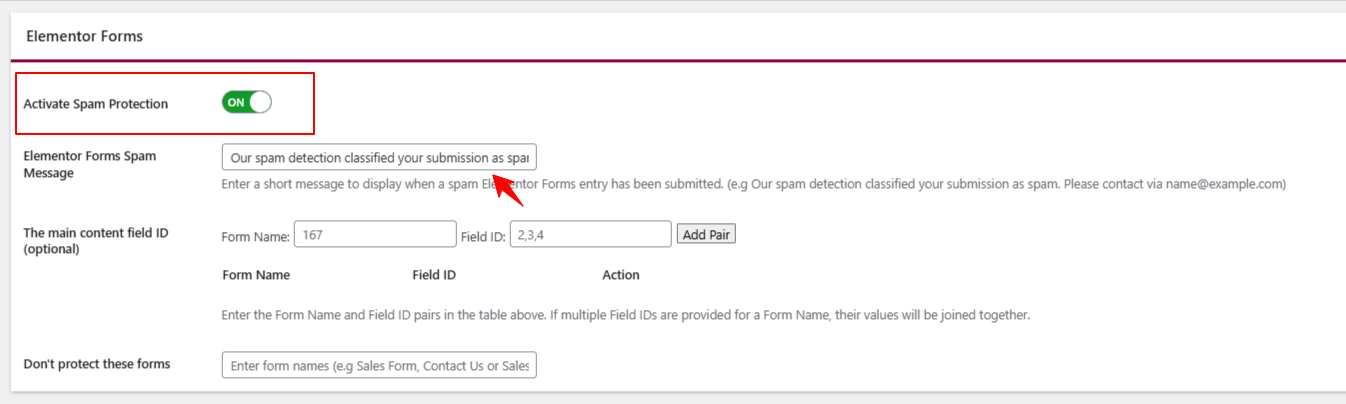 Elementor Forms
Activate Spam Protection
ON
Elementor Forms Spam
Message
Our spam detection classified your submission as spam
Enter a short message to display when a spam Elementor Forms entry has been submitted. (e.g Our spam detection classified your submission as spam. Please contact via name@example.com)
The main content field ID
(optional)
Form Name: 167 Field ID: 2,3,4 Add Pair
Form Name Field ID Action
Enter the Form Name and Field ID pairs in the table above. If multiple Field IDs are provided for a Form Name, their values will be joined together.
Don't protect these forms
Enter form names (e.g Sales Form, Contact Us or Sales